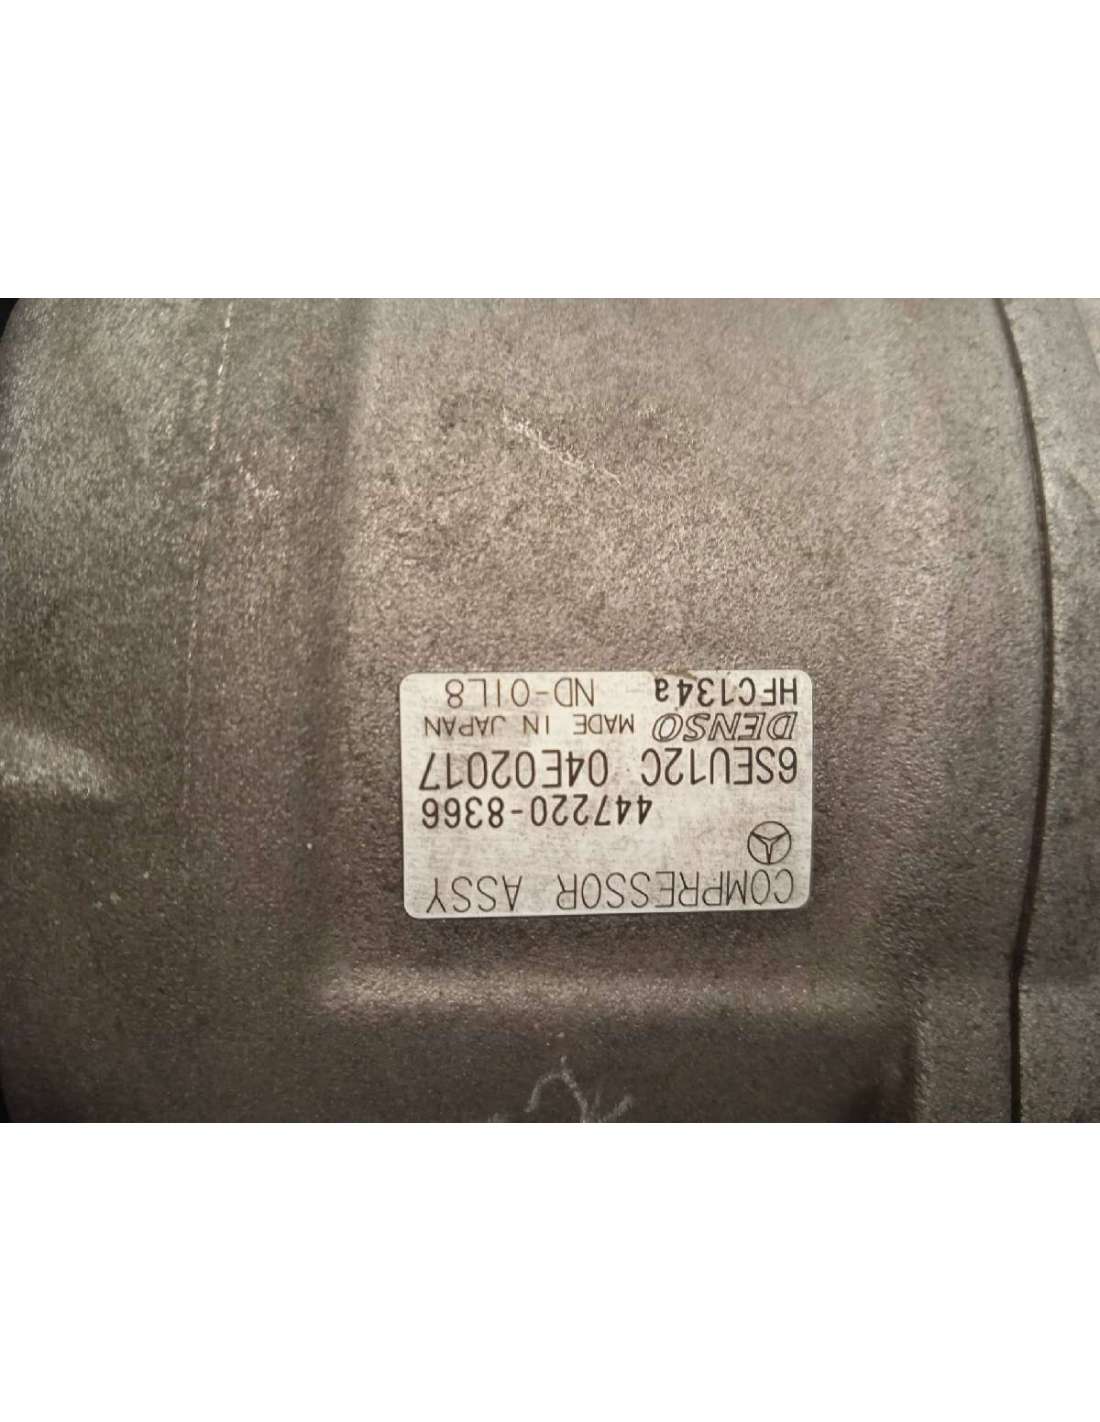 COMPRESSOR ASSY
447220-8366
6SEU12C 04E02017
DENSO MADE IN JAPAN
HFC134a ND-OIL8